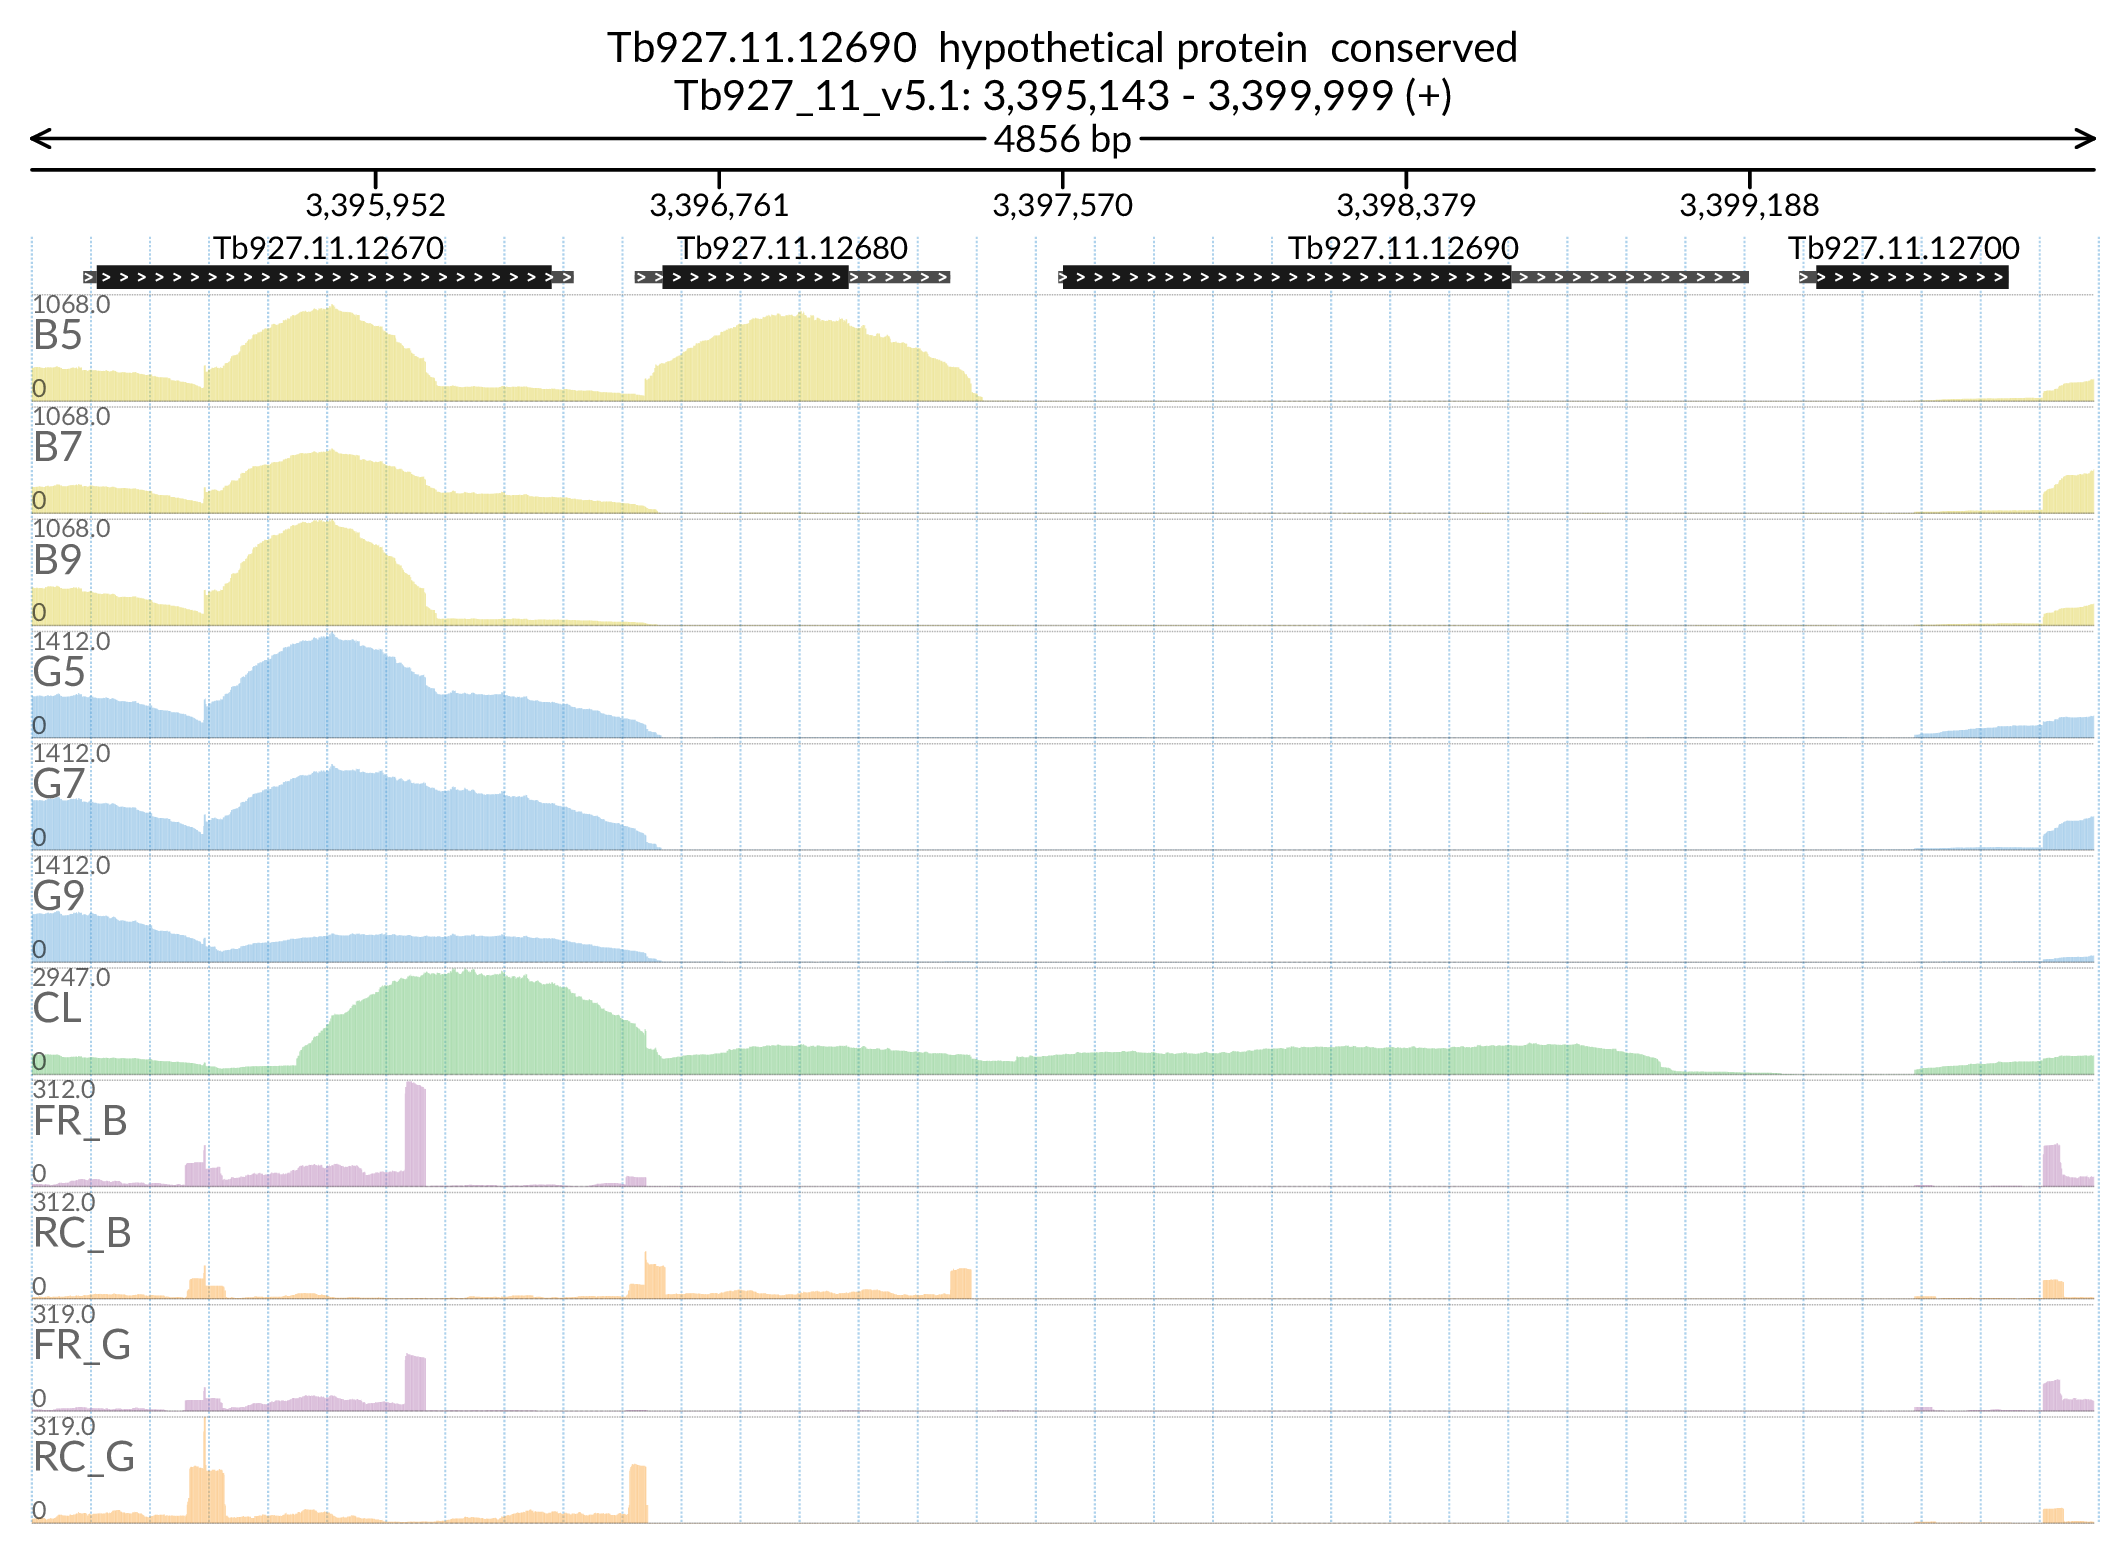 Tb927.11.12690 hypothetical protein conserved
Tb927_11_v5.1: 3,395,143 - 3,399,999 (+)
4856 bp
3,395,952 3,396,761 3,397,570 3,398,379 3,399,188
Tb927.11.12670 Tb927.11.12680 Tb927.11.12690 Tb927.11.12700
1068.0
B5
0
1068.0
B7
0
1068.0
B9
0
1412.0
G5
0
1412.0
G7
0
1412.0
G9
0
2947.0
CL
0
312.0
FR_B
0
312.0
RC_B
0
319.0
FR_G
0
319.0
RC_G
0